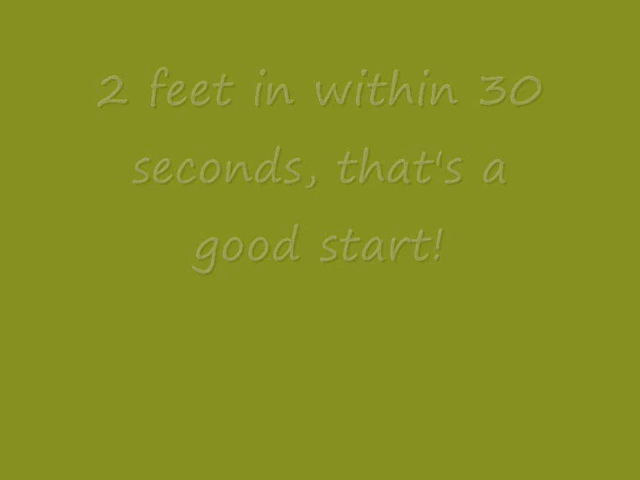 2 feet in within 30
seconds, that's a
good start!